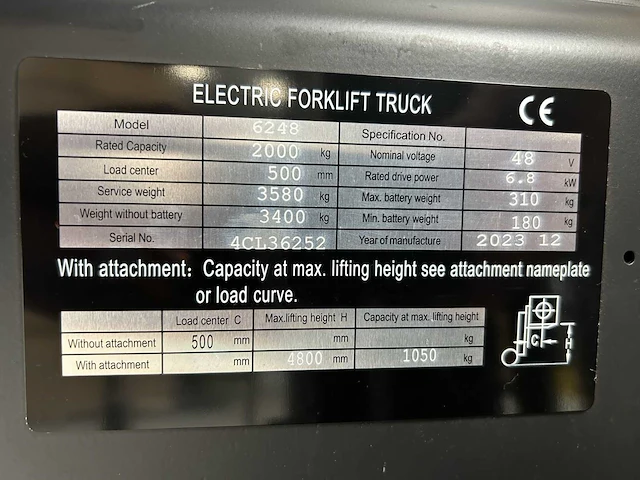 ELECTRIC FORKLIFT TRUCK CE
Model 6248 Specification No.
Rated Capacity 2000 kg Nominal voltage 48 V
Load center 500 mm Rated drive power 6.8 kW
Service weight 3580 kg Max. battery weight 310 kg
Weight without battery 3400 kg Min. battery weight 180 kg
Serial No. 4CL36252 Year of manufacture 2023 12
With attachment: Capacity at max. lifting height see attachment nameplate
or load curve.
Load center C Max.lifting height H Capacity at max. lifting height
Without attachment 500 mm mm kg
With attachment mm 4800 mm 1050 kg
C H